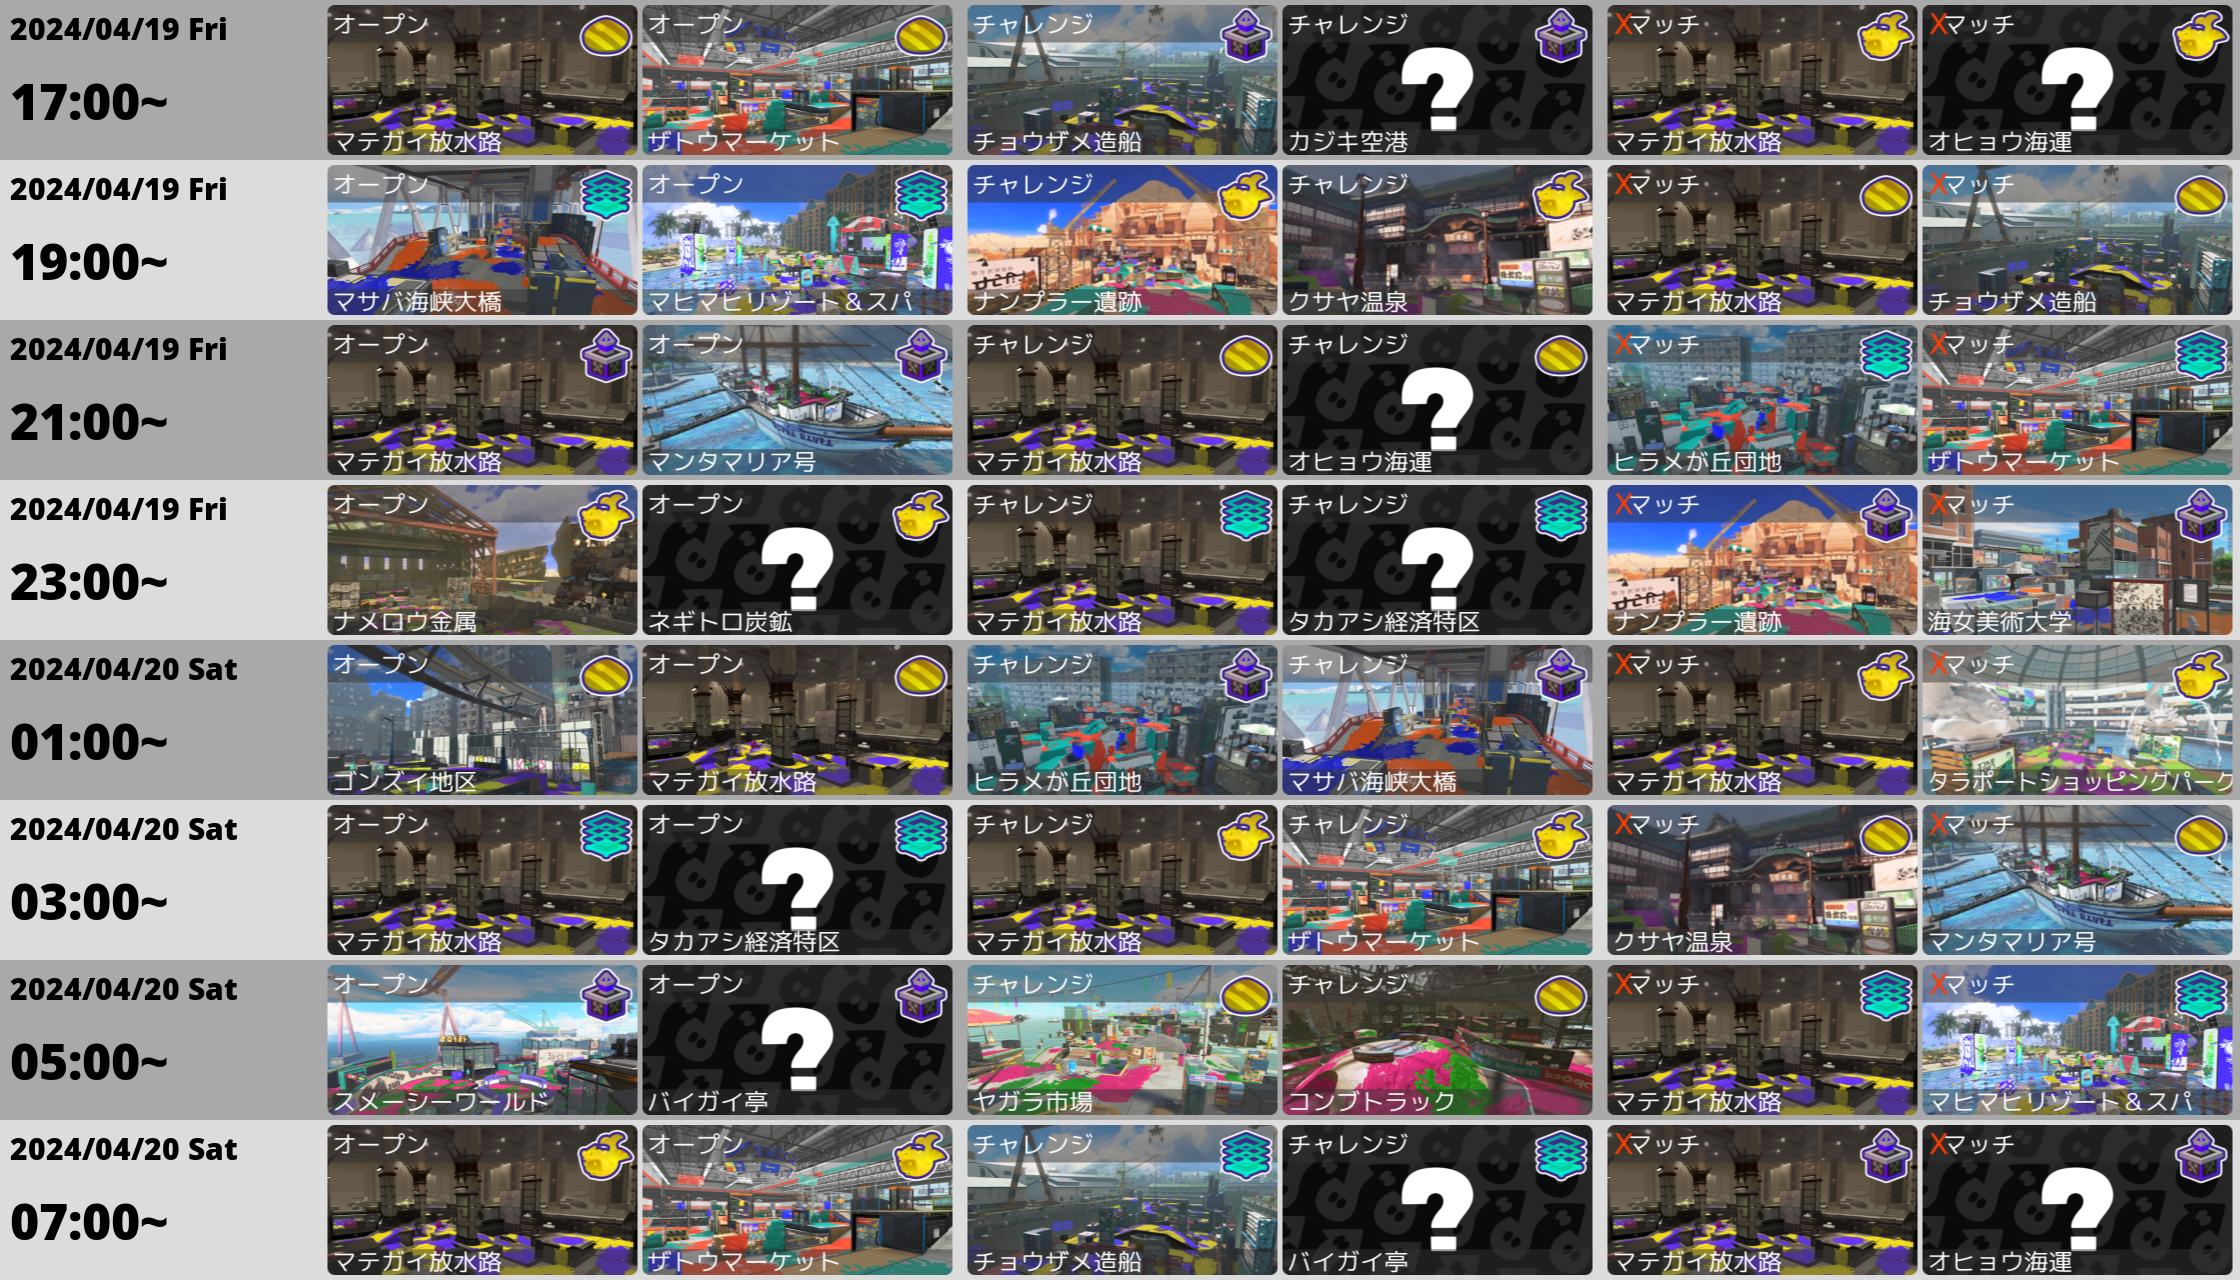 2024/04/19 Fri
17:00~
オープン
マテガイ放水路
オープン
ザトウマーケット
チャレンジ
チョウザメ造船
チャレンジ
?
カジキ空港
Xマッチ
マテガイ放水路
Xマッチ
?
オヒョウ海運
2024/04/19 Fri
19:00~
オープン
マサバ海峡大橋
オープン
マヒマヒリゾート&スパ
チャレンジ
ナンプラー遺跡
チャレンジ
クサヤ温泉
Xマッチ
マテガイ放水路
Xマッチ
チョウザメ造船
2024/04/19 Fri
21:00~
オープン
マテガイ放水路
オープン
マンタマリア号
チャレンジ
マテガイ放水路
チャレンジ
?
オヒョウ海運
Xマッチ
ヒラメが丘団地
Xマッチ
ザトウマーケット
2024/04/19 Fri
23:00~
オープン
ナメロウ金属
オープン
?
ネギトロ炭鉱
チャレンジ
マテガイ放水路
チャレンジ
?
タカアシ経済特区
Xマッチ
ナンプラー遺跡
Xマッチ
海女美術大学
2024/04/20 Sat
01:00~
オープン
ゴンズイ地区
オープン
マテガイ放水路
チャレンジ
ヒラメが丘団地
チャレンジ
マサバ海峡大橋
Xマッチ
マテガイ放水路
Xマッチ
タラポートショッピングパーク
2024/04/20 Sat
03:00~
オープン
マテガイ放水路
オープン
?
タカアシ経済特区
チャレンジ
マテガイ放水路
チャレンジ
ザトウマーケット
Xマッチ
クサヤ温泉
Xマッチ
マンタマリア号
2024/04/20 Sat
05:00~
オープン
スメーシーワールド
オープン
?
バイガイ亭
チャレンジ
ヤガラ市場
チャレンジ
コンブトラック
Xマッチ
マテガイ放水路
Xマッチ
マヒマヒリゾート&スパ
2024/04/20 Sat
07:00~
オープン
マテガイ放水路
オープン
ザトウマーケット
チャレンジ
チョウザメ造船
チャレンジ
?
バイガイ亭
Xマッチ
マテガイ放水路
Xマッチ
?
オヒョウ海運